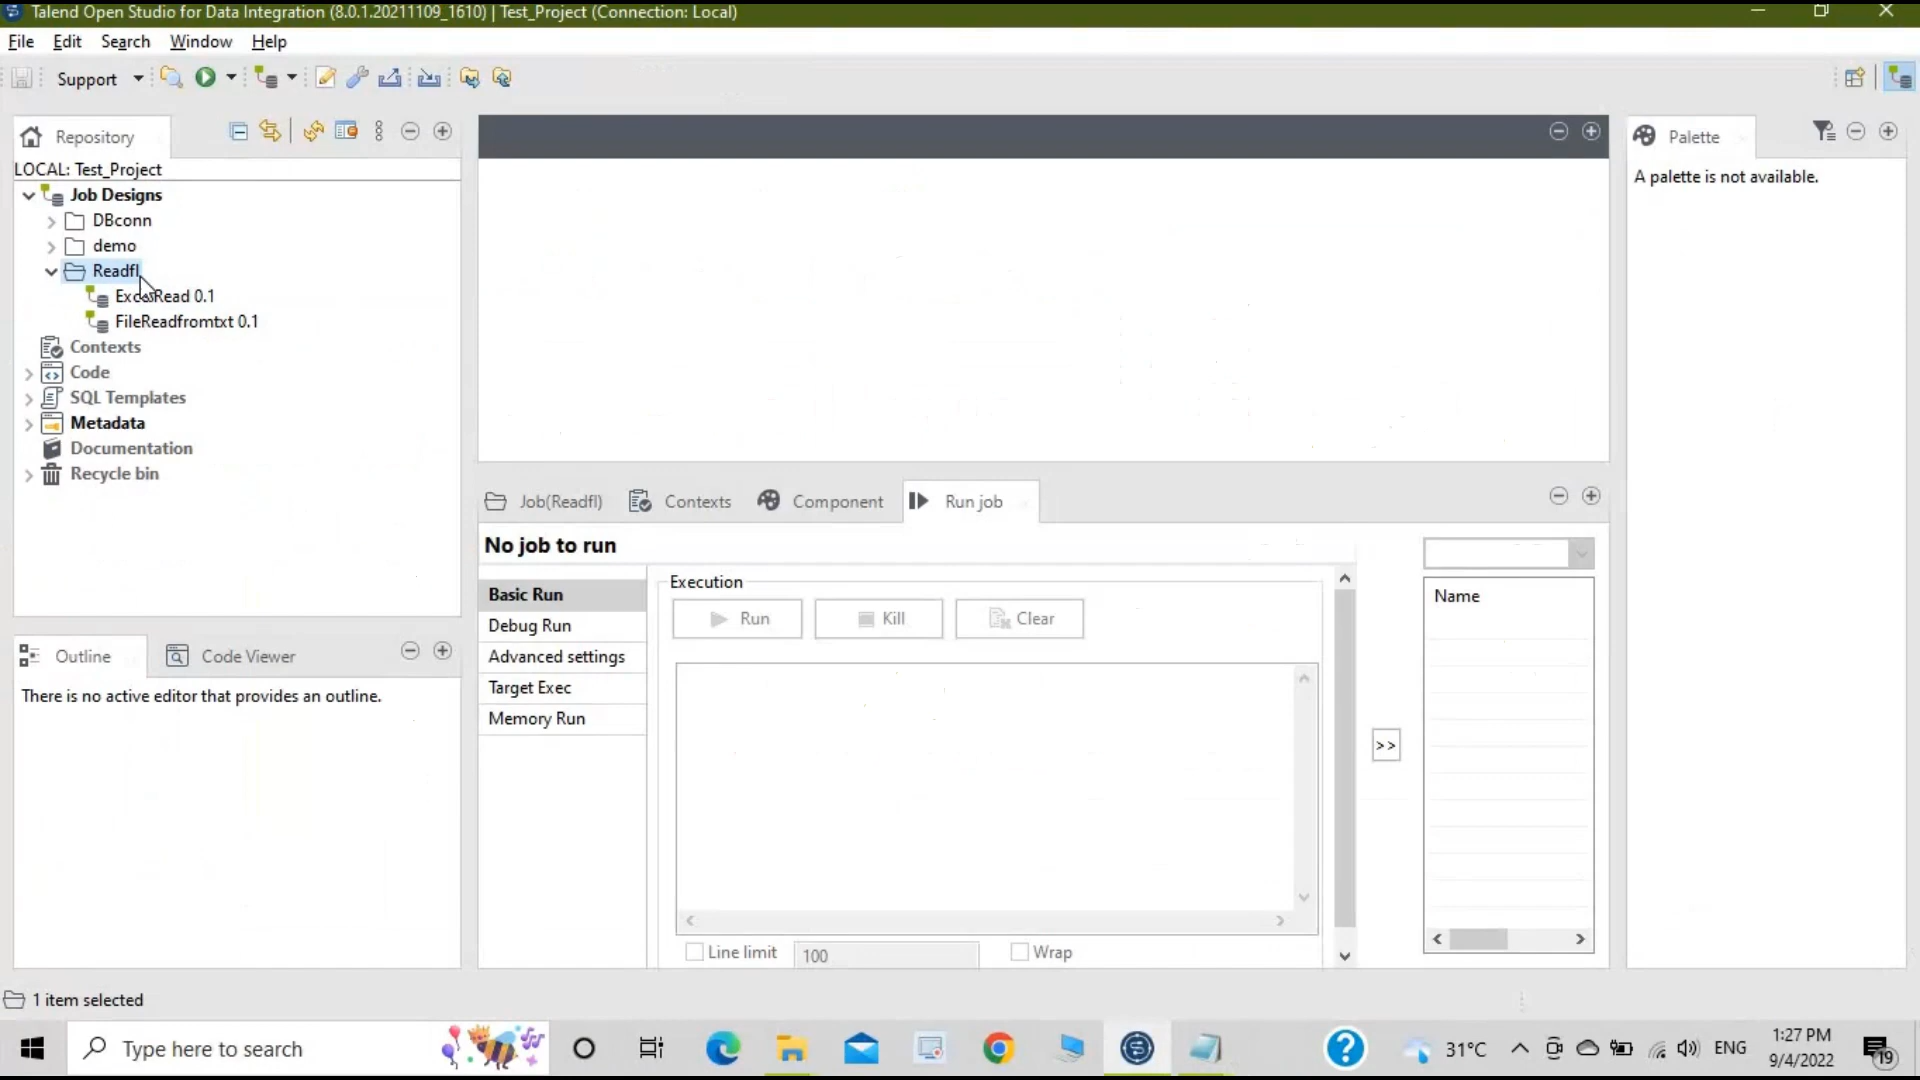 Talend Open Studio for Data Integration (8.0.1.20211109_1610) | Test_Project (Connection: Local)
File Edit Search Window Help
Support
Repository
LOCAL: Test_Project
Job Designs
DBconn
demo
Readfl
ExcelRead 0.1
FileReadfromtxt 0.1
Contexts
Code
SQL Templates
Metadata
Documentation
Recycle bin
Outline Code Viewer
There is no active editor that provides an outline.
Palette
A palette is not available.
Job(Readfl) Contexts Component Run job
No job to run
Basic Run
Debug Run
Advanced settings
Target Exec
Memory Run
Execution
Run Kill Clear
Line limit 100 Wrap
>>
Name
1 item selected
Type here to search
31°C
ENG
1:27 PM
9/4/2022
19